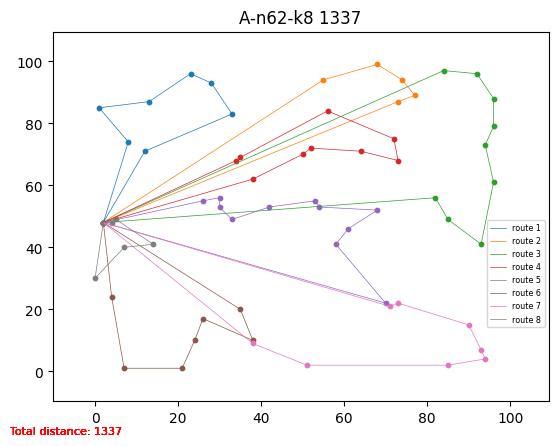 A-n62-k8 1337
100
80
60
40
20
0
0 20 40 60 80 100
route 1
route 2
route 3
route 4
route 5
route 6
route 7
route 8
Total distance: 1337